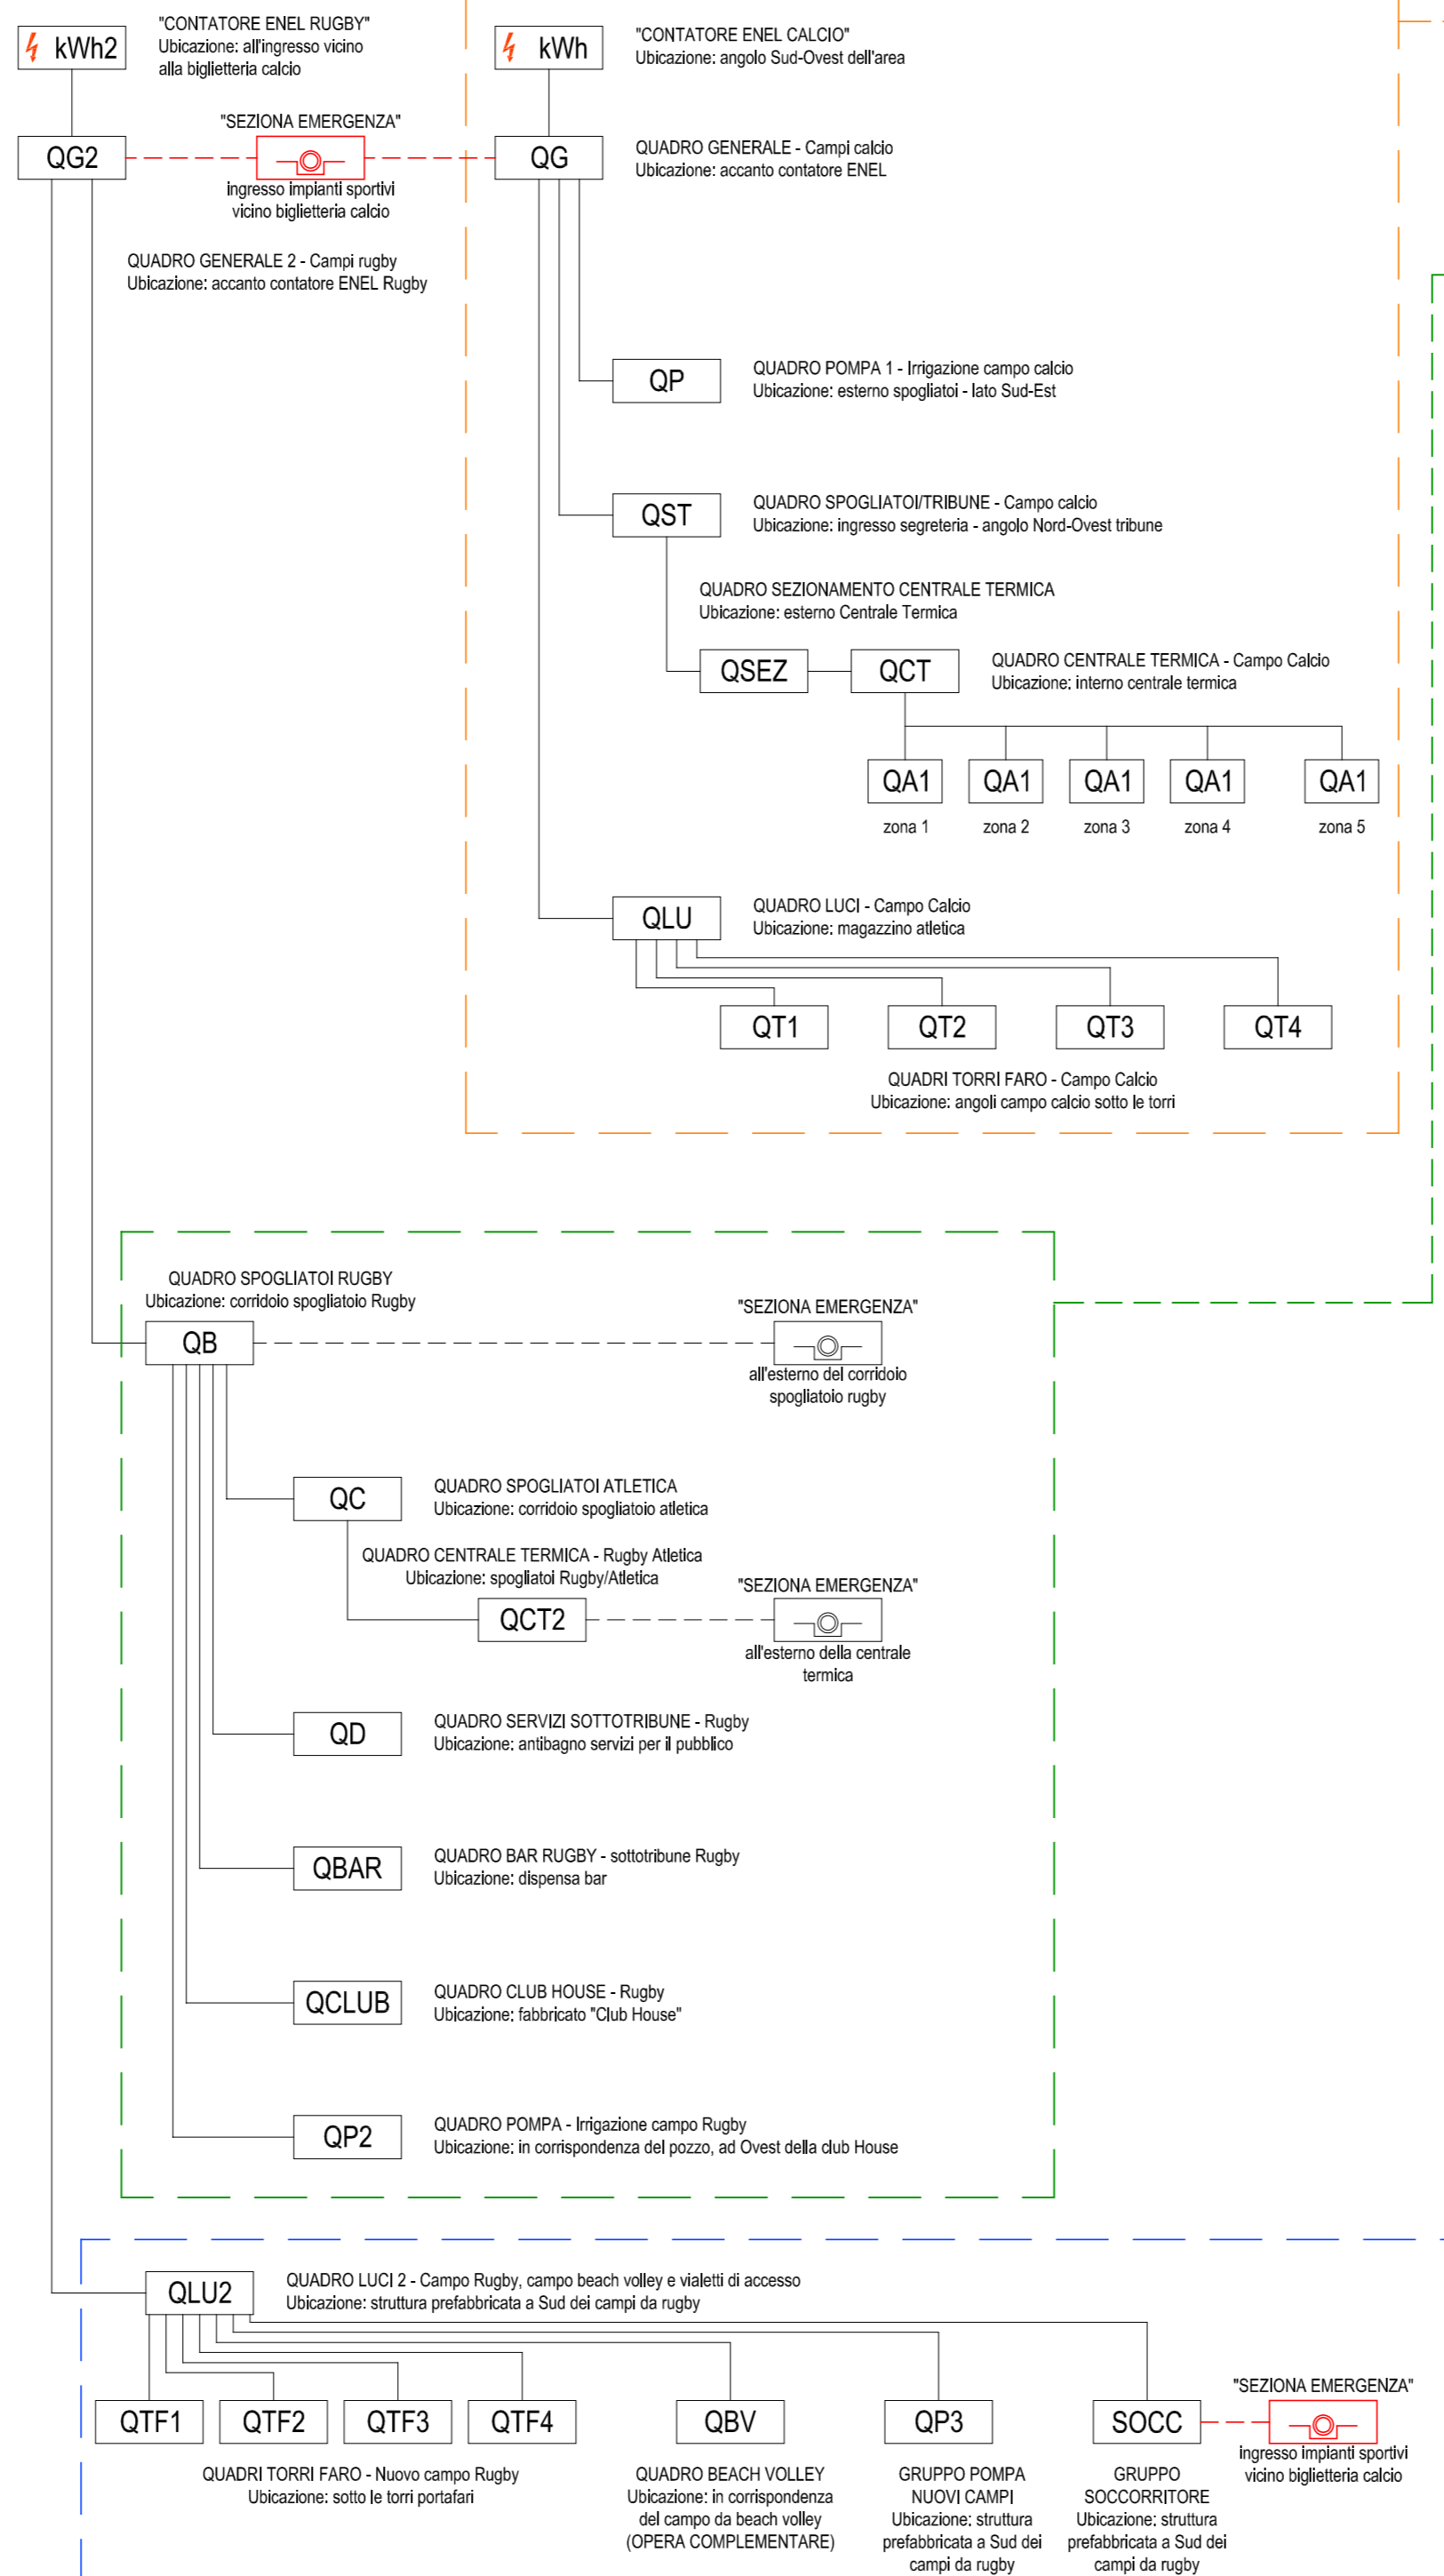 "CONTATORE ENEL RUGBY"
Ubicazione: all'ingresso vicino
alla biglietteria calcio
kWh2
"CONTATORE ENEL CALCIO"
Ubicazione: angolo Sud-Ovest dell'area
kWh
"SEZIONA EMERGENZA"
QG2
ingresso impianti sportivi
vicino biglietteria calcio
QG
QUADRO GENERALE - Campi calcio
Ubicazione: accanto contatore ENEL
QUADRO GENERALE 2 - Campi rugby
Ubicazione: accanto contatore ENEL Rugby
QP
QUADRO POMPA 1 - Irrigazione campo calcio
Ubicazione: esterno spogliatoi - lato Sud-Est
QST
QUADRO SPOGLIATOI/TRIBUNE - Campo calcio
Ubicazione: ingresso segreteria - angolo Nord-Ovest tribune
QUADRO SEZIONAMENTO CENTRALE TERMICA
Ubicazione: esterno Centrale Termica
QSEZ
QCT
QUADRO CENTRALE TERMICA - Campo Calcio
Ubicazione: interno centrale termica
QA1
QA1
QA1
QA1
QA1
zona 1
zona 2
zona 3
zona 4
zona 5
QLU
QUADRO LUCI - Campo Calcio
Ubicazione: magazzino atletica
QT1
QT2
QT3
QT4
QUADRI TORRI FARO - Campo Calcio
Ubicazione: angoli campo calcio sotto le torri
QUADRO SPOGLIATOI RUGBY
Ubicazione: corridoio spogliatoio Rugby
QB
"SEZIONA EMERGENZA"
all'esterno del corridoio
spogliatoio rugby
QC
QUADRO SPOGLIATOI ATLETICA
Ubicazione: corridoio spogliatoio atletica
QUADRO CENTRALE TERMICA - Rugby Atletica
Ubicazione: spogliati Rugby/Atletica
QCT2
"SEZIONA EMERGENZA"
all'esterno della centrale
termica
QD
QUADRO SERVIZI SOTTOTRIBUNE - Rugby
Ubicazione: antibagno servizi per il pubblico
QBAR
QUADRO BAR RUGBY - sottotribune Rugby
Ubicazione: dispensa bar
QCLUB
QUADRO CLUB HOUSE - Rugby
Ubicazione: fabbricato "Club House"
QP2
QUADRO POMPA - Irrigazione campo Rugby
Ubicazione: in corrispondenza del pozzo, ad Ovest della club House
QLU2
QUADRO LUCI 2 - Campo Rugby, campo beach volley e vialetti di accesso
Ubicazione: struttura prefabbricata a Sud dei campi da rugby
QTF1
QTF2
QTF3
QTF4
QBV
QP3
SOCC
"SEZIONA EMERGENZA"
ingresso impianti sportivi
vicino biglietteria calcio
QUADRI TORRI FARO - Nuovo campo Rugby
Ubicazione: sotto le torri portafari
QUADRO BEACH VOLLEY
Ubicazione: in corrispondenza
del campo da beach volley
(OPERA COMPLEMENTARE)
GRUPPO POMPA
NUOVI CAMPI
Ubicazione: struttura
prefabbricata a Sud dei
campi da rugby
GRUPPO
SOCCORRITORE
Ubicazione: struttura
prefabbricata a Sud dei
campi da rugby